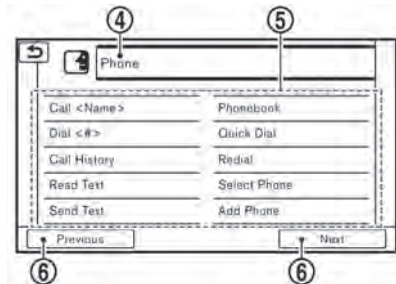 ④ ⑤
Phone
Call <Name> Phonebook
Dial <#> Quick Dial
Call History Redial
Read Text Select Phone
Send Text Add Phone
Previous Next
⑥ ⑥